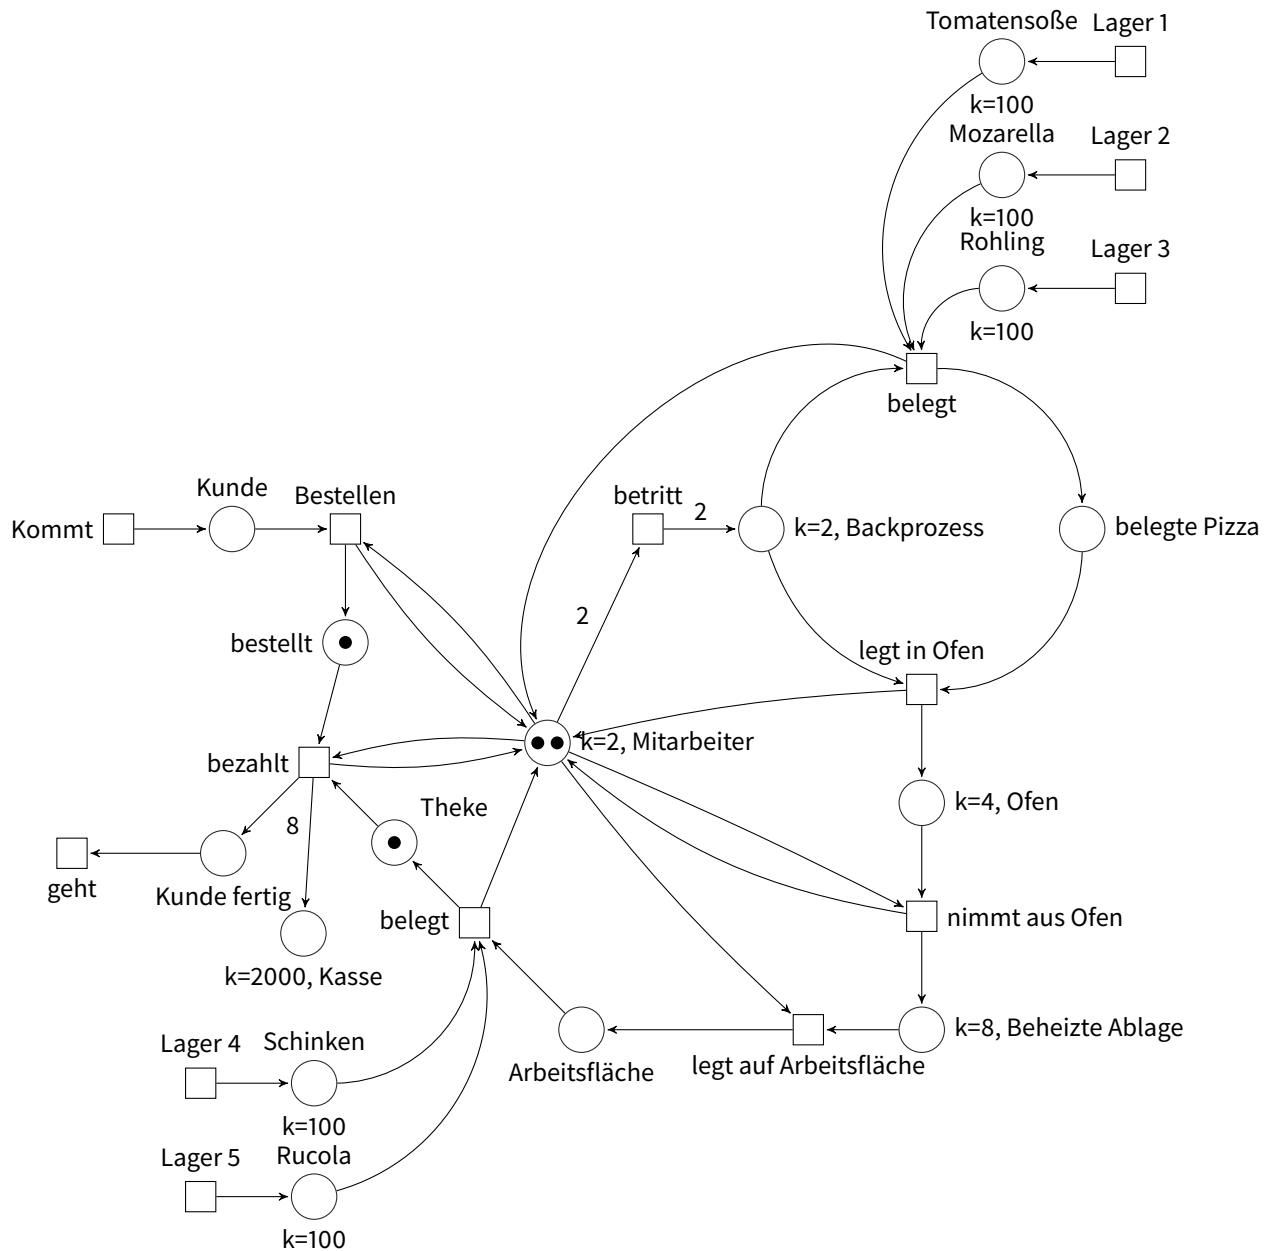 Tomatensoße
Lager 1
k=100
Mozarella
Lager 2
k=100
Rohling
Lager 3
k=100
belegt
Kunde
Bestellen
betritt
2
Kommt
k=2, Backprozess
belegte Pizza
2
bestellt
legt in Ofen
k=2, Mitarbeiter
bezahlt
Theke
k=4, Ofen
8
geht
Kunde fertig
belegt
nimmt aus Ofen
k=2000, Kasse
k=8, Beheizte Ablage
Lager 4
Schinken
Arbeitsfläche
legt auf Arbeitsfläche
k=100
Lager 5
Rucola
k=100